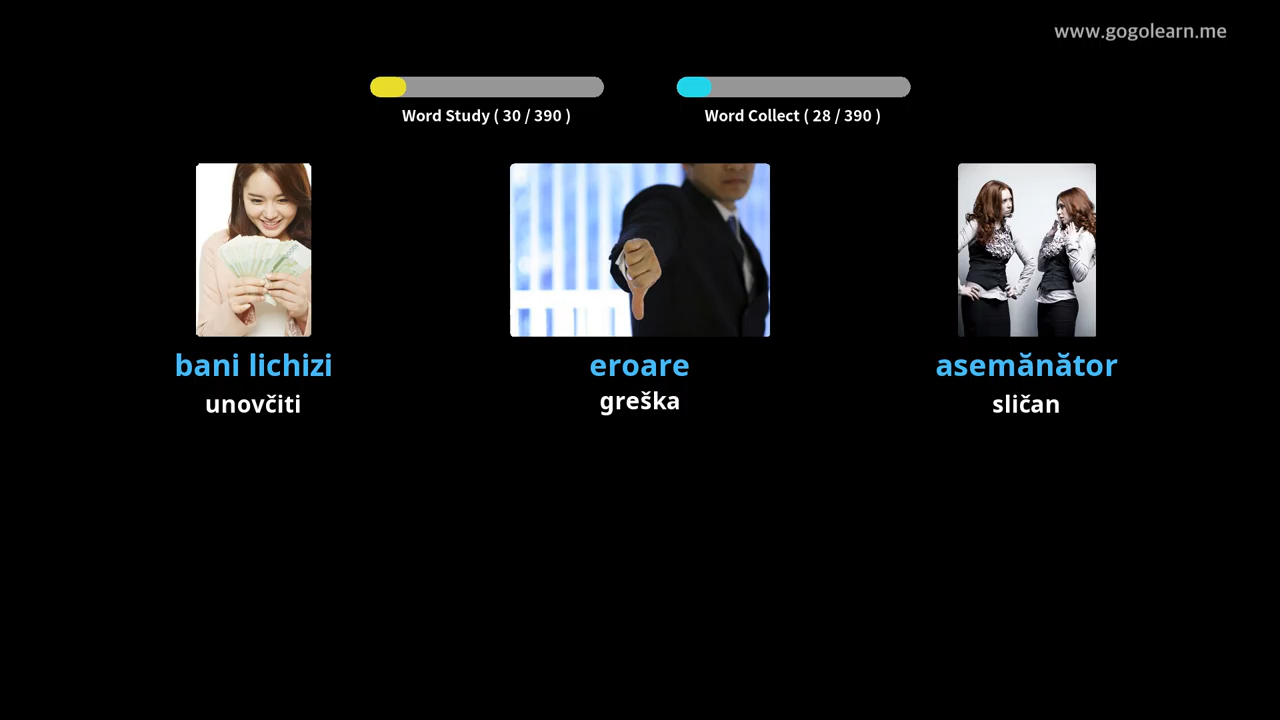 www.gogolearn.me
Word Study ( 30 / 390 )
Word Collect ( 28 / 390 )
bani lichizi
unovčiti
eroare
greška
asemănător
sličan